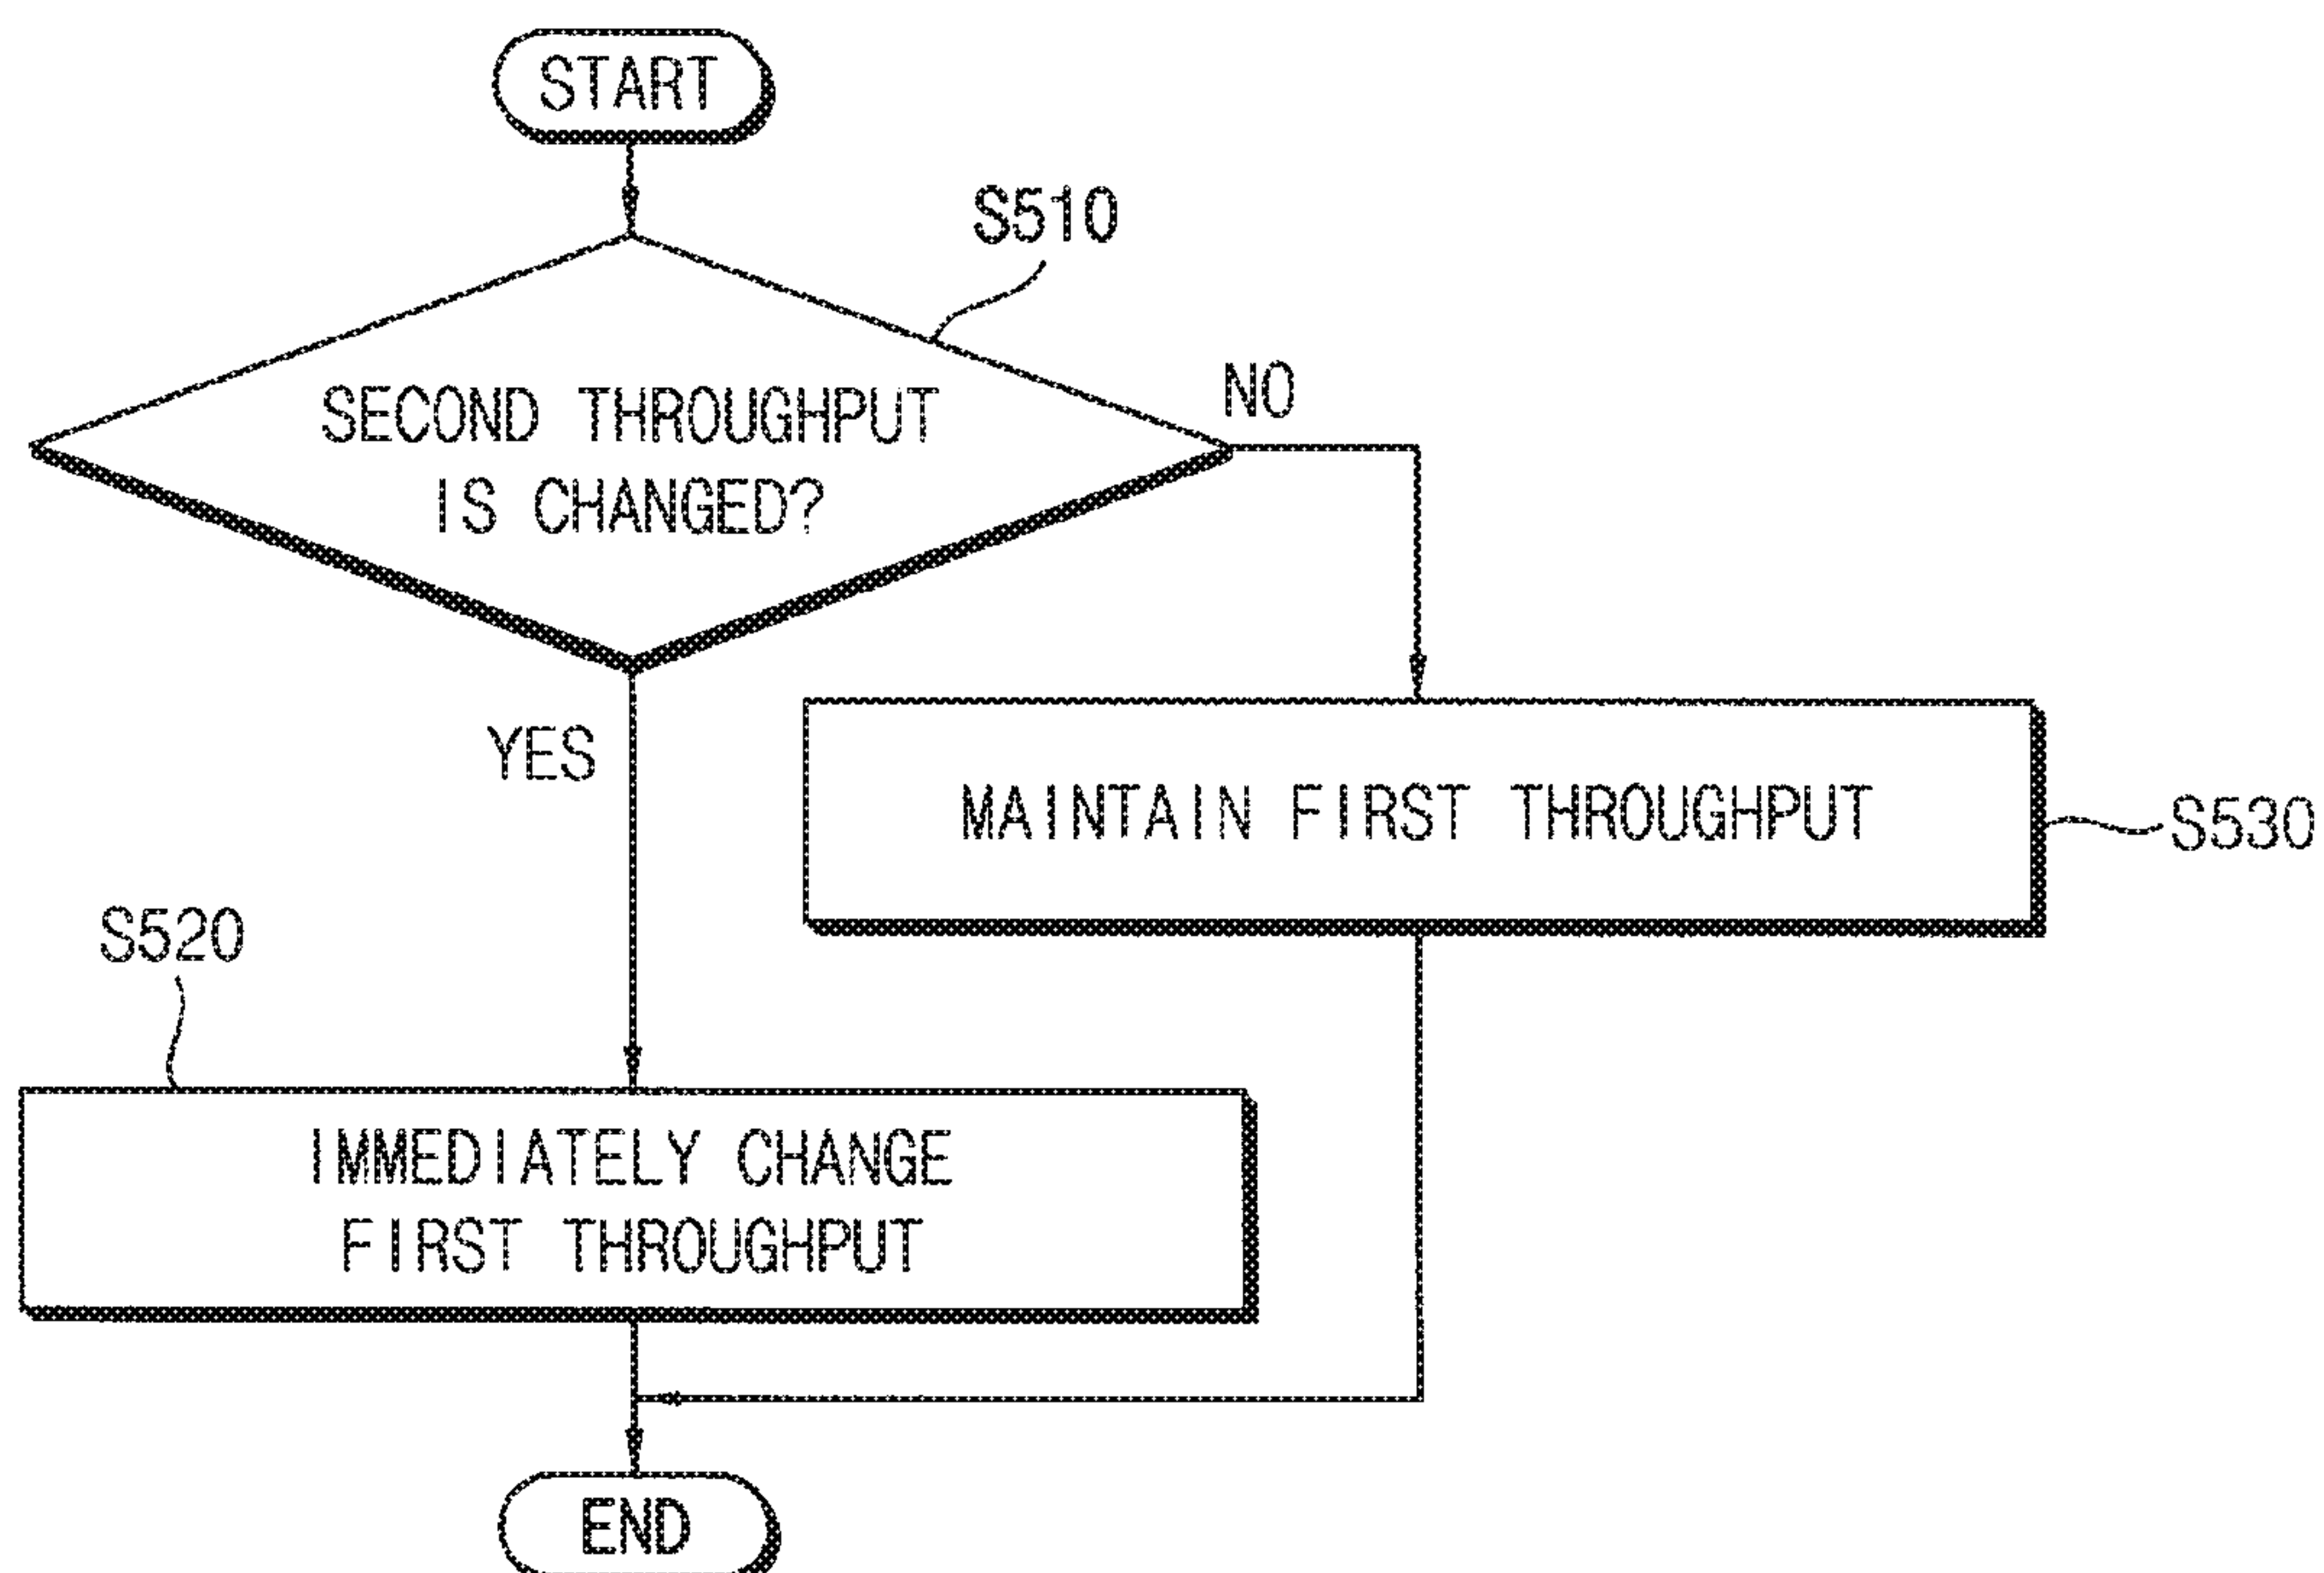 START
S510
SECOND THROUGHPUT
IS CHANGED?
NO
YES
MAINTAIN FIRST THROUGHPUT
S530
S520
IMMEDIATELY CHANGE
FIRST THROUGHPUT
END